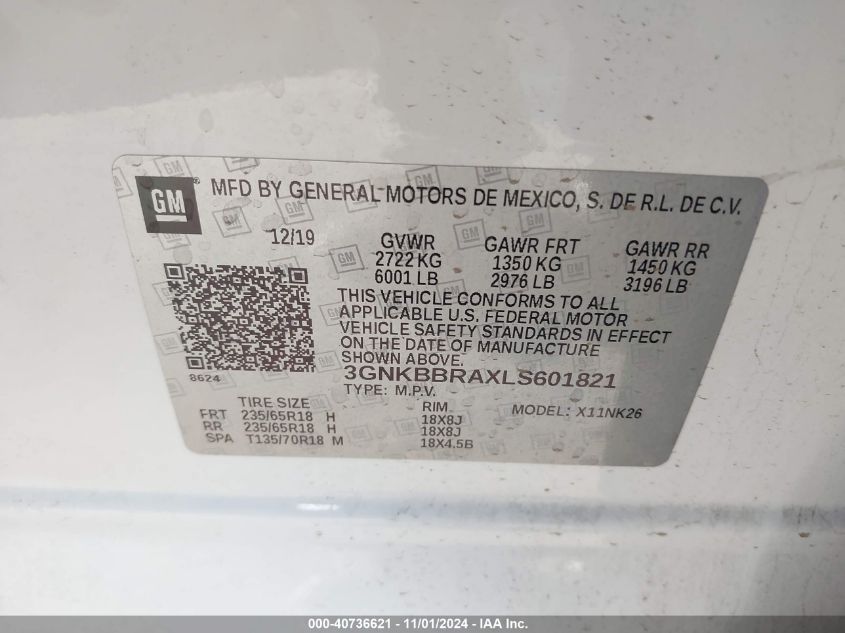 GM ®
MFD BY GENERAL MOTORS DE MEXICO, S. DE R.L. DE C.V.
12/19 GVWR GAWR FRT GAWR RR
2722 KG 1350 KG 1450 KG
6001 LB 2976 LB 3196 LB
THIS VEHICLE CONFORMS TO ALL
APPLICABLE U.S. FEDERAL MOTOR
VEHICLE SAFETY STANDARDS IN EFFECT
ON THE DATE OF MANUFACTURE
SHOWN ABOVE.
8624
3GNKBBRAXLS601821
TYPE: M.P.V.
MODEL: X11NK26
TIRE SIZE RIM
FRT 235/65R18 H 18X8J
RR 235/65R18 H 18X8J
SPA T135/70R18 M 18X4.5B
000-40736621 - 11/01/2024 - IAA Inc.